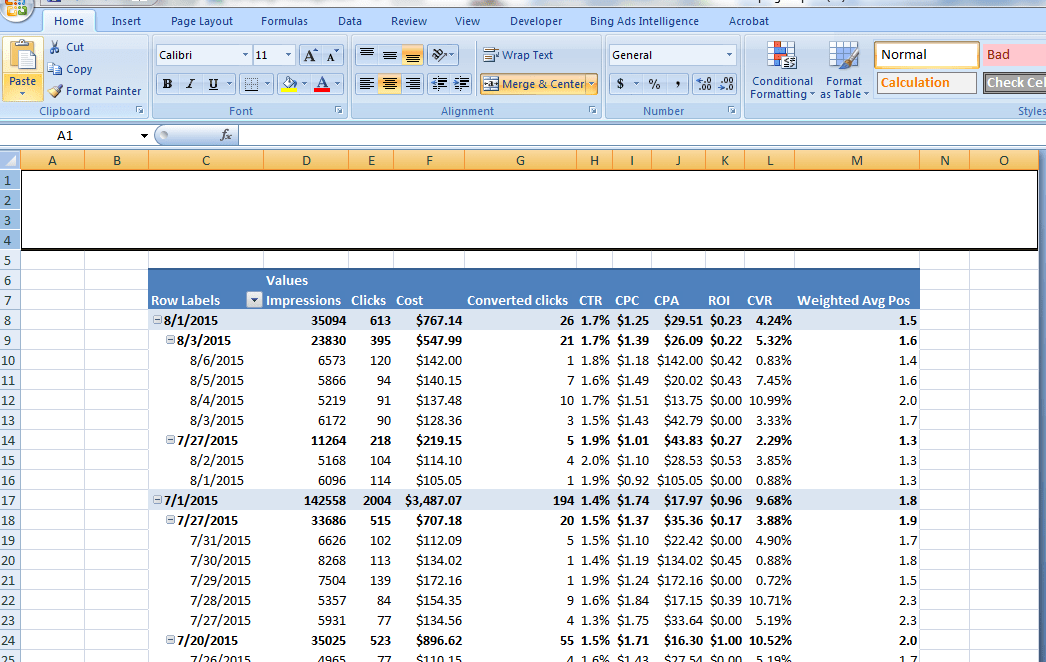 Home Insert Page Layout Formulas Data Review View Developer Bing Ads Intelligence Acrobat
Paste
Cut
Copy
Format Painter
Clipboard
Calibri 11 A A
B I U A
Font
Wrap Text
Merge & Center
Alignment
General
$ % , .0 .00 .00 .0
Number
Conditional Formatting
Format as Table
Normal Bad
Calculation Check Cel
Styles
A1 fx
A B C D E F G H I J K L M N O
1
2
3
4
5
6 Values
7 Row Labels Impressions Clicks Cost Converted clicks CTR CPC CPA ROI CVR Weighted Avg Pos
8 8/1/2015 35094 613 $767.14 26 1.7% $1.25 $29.51 $0.23 4.24% 1.5
9 8/3/2015 23830 395 $547.99 21 1.7% $1.39 $26.09 $0.22 5.32% 1.6
10 8/6/2015 6573 120 $142.00 1 1.8% $1.18 $142.00 $0.42 0.83% 1.4
11 8/5/2015 5866 94 $140.15 7 1.6% $1.49 $20.02 $0.43 7.45% 1.6
12 8/4/2015 5219 91 $137.48 10 1.7% $1.51 $13.75 $0.00 10.99% 2.0
13 8/3/2015 6172 90 $128.36 3 1.5% $1.43 $42.79 $0.00 3.33% 1.7
14 7/27/2015 11264 218 $219.15 5 1.9% $1.01 $43.83 $0.27 2.29% 1.3
15 8/2/2015 5168 104 $114.10 4 2.0% $1.10 $28.53 $0.53 3.85% 1.3
16 8/1/2015 6096 114 $105.05 1 1.9% $0.92 $105.05 $0.00 0.88% 1.3
17 7/1/2015 142558 2004 $3,487.07 194 1.4% $1.74 $17.97 $0.96 9.68% 1.8
18 7/27/2015 33686 515 $707.18 20 1.5% $1.37 $35.36 $0.17 3.88% 1.9
19 7/31/2015 6626 102 $112.09 5 1.5% $1.10 $22.42 $0.00 4.90% 1.7
20 7/30/2015 8268 113 $134.02 1 1.4% $1.19 $134.02 $0.45 0.88% 1.8
21 7/29/2015 7504 139 $172.16 1 1.9% $1.24 $172.16 $0.00 0.72% 1.5
22 7/28/2015 5357 84 $154.35 9 1.6% $1.84 $17.15 $0.39 10.71% 2.3
23 7/27/2015 5931 77 $134.56 4 1.3% $1.75 $33.64 $0.00 5.19% 2.3
24 7/20/2015 35025 523 $896.62 55 1.5% $1.71 $16.30 $1.00 10.52% 2.0
25 7/26/2015 4965 77 $110.15 4 1.6% $1.43 $27.54 $0.00 5.19% 1.7